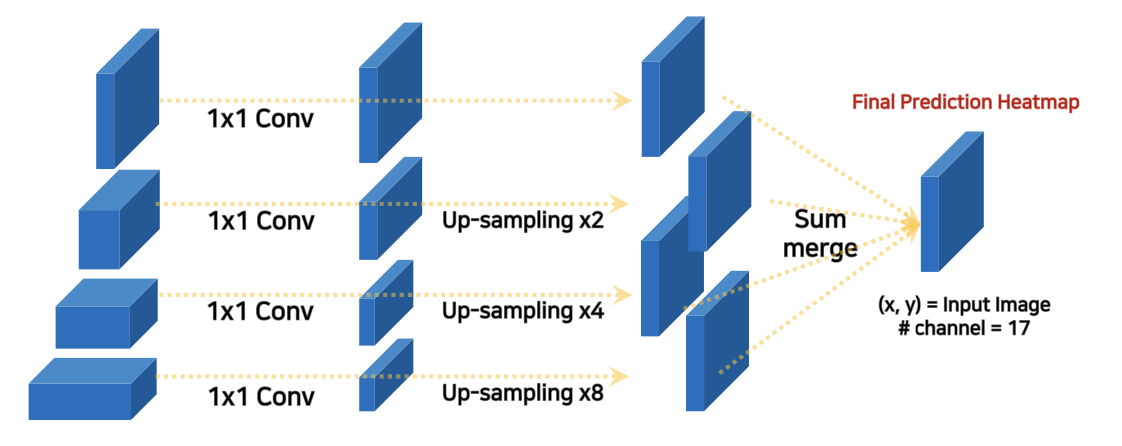 1x1 Conv
1x1 Conv
Up-sampling x2
1x1 Conv
Up-sampling x4
1x1 Conv
Up-sampling x8
Sum
merge
Final Prediction Heatmap
(x, y) = Input Image
# channel = 17